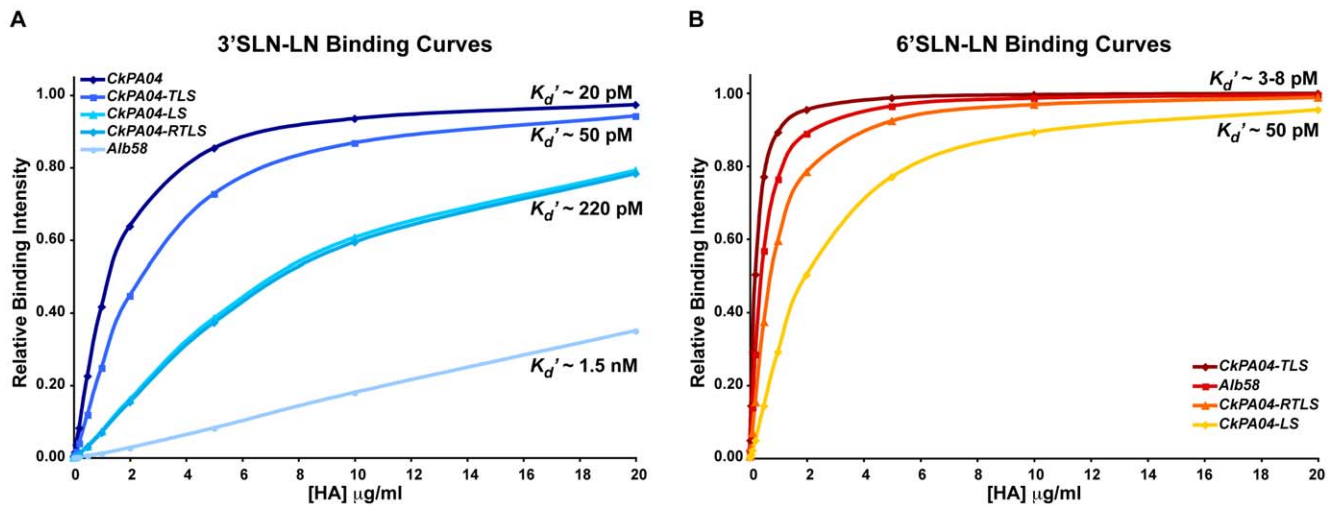 A
3'SLN-LN Binding Curves
CkPA04
CkPA04-TLS
CkPA04-LS
CkPA04-RTLS
Alb58
1.00
0.80
0.60
0.40
0.20
0.00
Relative Binding Intensity
Kd' ~ 20 pM
Kd' ~ 50 pM
Kd' ~ 220 pM
Kd' ~ 1.5 nM
0 2 4 6 8 10 12 14 16 18 20
[HA] μg/ml
B
6'SLN-LN Binding Curves
1.00
0.80
0.60
0.40
0.20
0.00
Relative Binding Intensity
Kd' ~ 3-8 pM
Kd' ~ 50 pM
CkPA04-TLS
Alb58
CkPA04-RTLS
CkPA04-LS
0 2 4 6 8 10 12 14 16 18 20
[HA] μg/ml